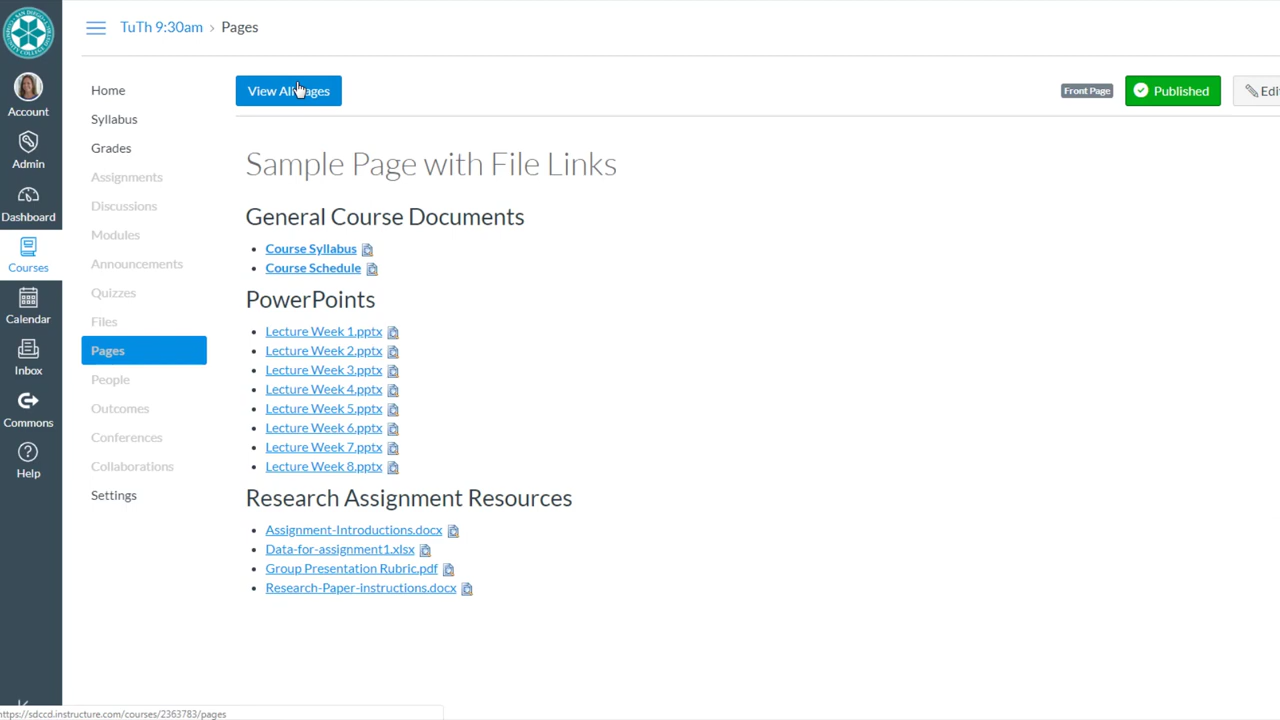 TuTh 9:30am > Pages
Account
Admin
Dashboard
Courses
Calendar
Inbox
Commons
Help
Home
Syllabus
Grades
Assignments
Discussions
Modules
Announcements
Quizzes
Files
Pages
People
Outcomes
Conferences
Collaborations
Settings
View All Pages
Front Page
Published
Edi
Sample Page with File Links
General Course Documents
• Course Syllabus
• Course Schedule
PowerPoints
• Lecture Week 1.pptx
• Lecture Week 2.pptx
• Lecture Week 3.pptx
• Lecture Week 4.pptx
• Lecture Week 5.pptx
• Lecture Week 6.pptx
• Lecture Week 7.pptx
• Lecture Week 8.pptx
Research Assignment Resources
• Assignment-Introductions.docx
• Data-for-assignment1.xlsx
• Group Presentation Rubric.pdf
• Research-Paper-instructions.docx
https://sdccd.instructure.com/courses/2363783/pages